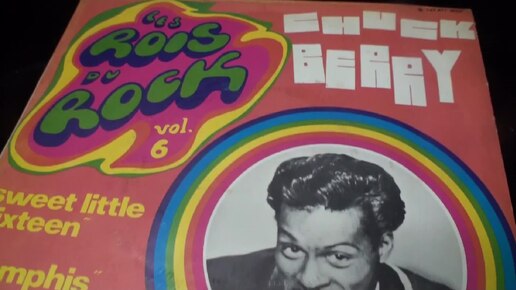 LES
ROIS
DU
ROCK
vol.
6
CHUCK
BERRY
sweet little
ixteen"
mphis"